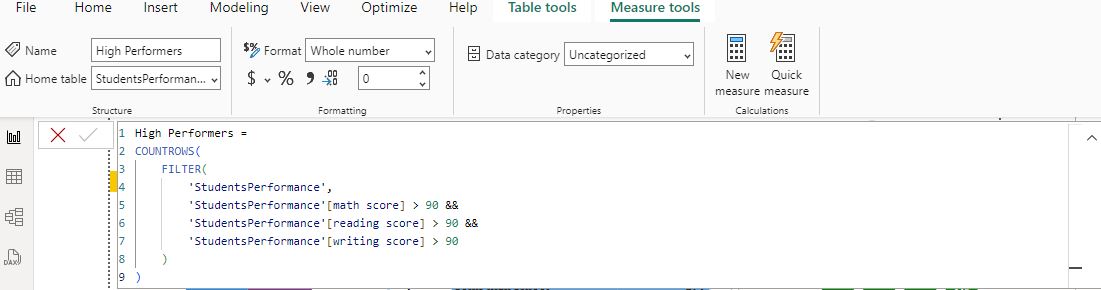 File Home Insert Modeling View Optimize Help Table tools Measure tools
Name High Performers
Home table StudentsPerforman...
Structure
$% Format Whole number
$ % 9 .00 0
Formatting
Data category Uncategorized
Properties
New measure
Quick measure
Calculations
1 High Performers =
2 COUNTROWS(
3 FILTER(
4 'StudentsPerformance',
5 'StudentsPerformance'[math score] > 90 &&
6 'StudentsPerformance'[reading score] > 90 &&
7 'StudentsPerformance'[writing score] > 90
8 )
9 )
DAX